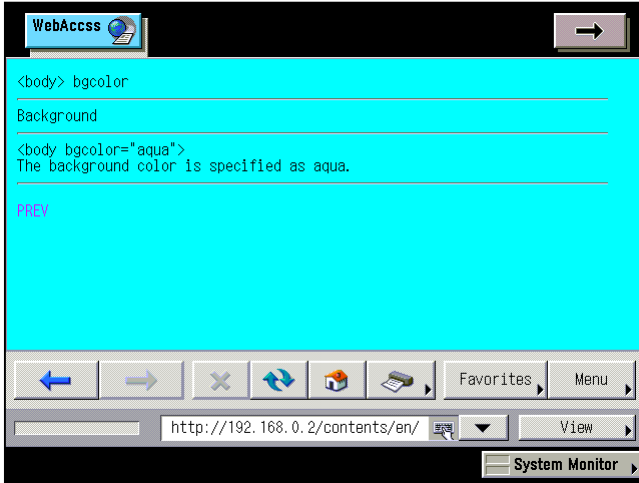 WebAccss
<body> bgcolor
Background
<body bgcolor="aqua">
The background color is specified as aqua.
PREV
Favorites
Menu
http://192.168.0.2/contents/en/
View
System Monitor